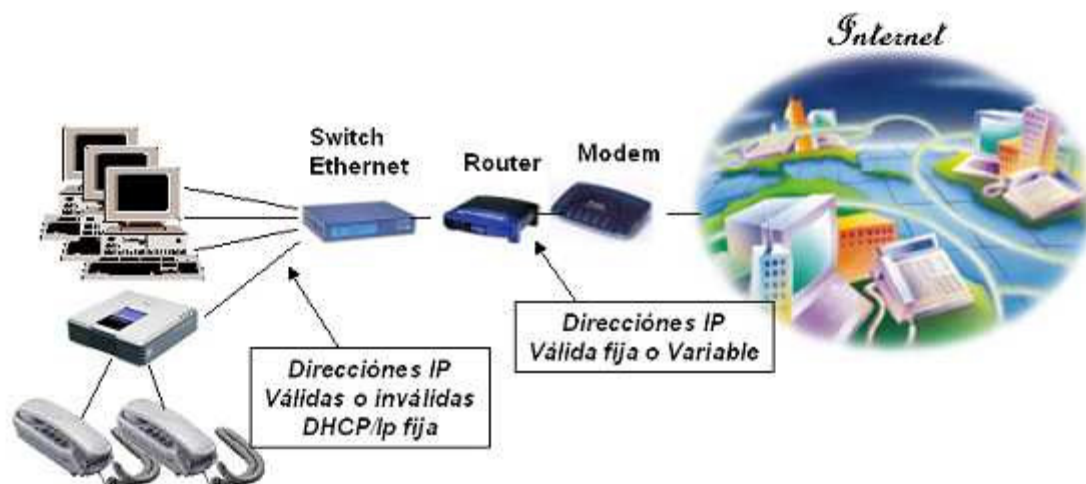 Internet
Switch
Ethernet
Router
Modem
Direcciónes IP
Válida fija o Variable
Direcciónes IP
Válidas o inválidas
DHCP/Ip fija